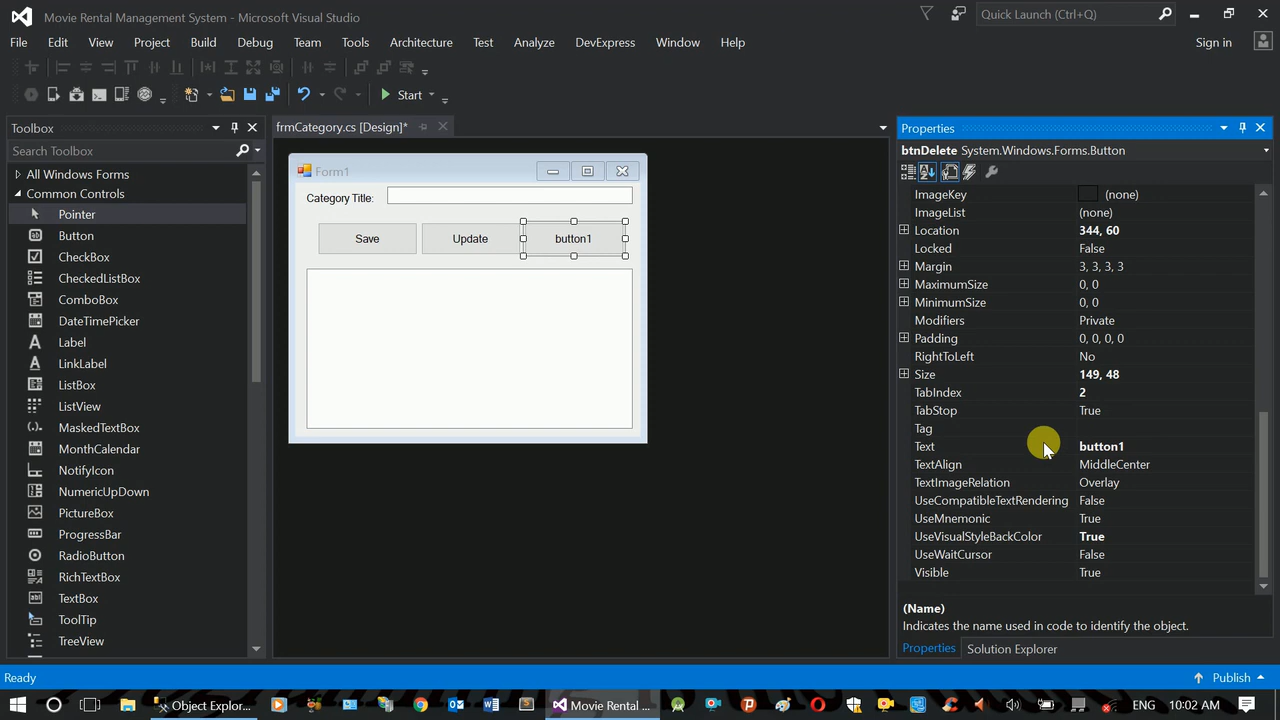 Movie Rental Management System - Microsoft Visual Studio
Quick Launch (Ctrl+Q)
File Edit View Project Build Debug Team Tools Architecture Test Analyze DevExpress Window Help
Sign in
Start
Toolbox
Search Toolbox
All Windows Forms
Common Controls
Pointer
Button
CheckBox
CheckedListBox
ComboBox
DateTimePicker
Label
LinkLabel
ListBox
ListView
MaskedTextBox
MonthCalendar
NotifyIcon
NumericUpDown
PictureBox
ProgressBar
RadioButton
RichTextBox
TextBox
ToolTip
TreeView
frmCategory.cs [Design]*
Form1
Category Title:
Save Update button1
Properties
btnDelete System.Windows.Forms.Button
ImageKey (none)
ImageList (none)
Location 344, 60
Locked False
Margin 3, 3, 3, 3
MaximumSize 0, 0
MinimumSize 0, 0
Modifiers Private
Padding 0, 0, 0, 0
RightToLeft No
Size 149, 48
TabIndex 2
TabStop True
Tag
Text button1
TextAlign MiddleCenter
TextImageRelation Overlay
UseCompatibleTextRendering False
UseMnemonic True
UseVisualStyleBackColor True
UseWaitCursor False
Visible True
(Name)
Indicates the name used in code to identify the object.
Properties Solution Explorer
Ready
Publish
Object Explor...
Movie Rental ...
ENG 10:02 AM